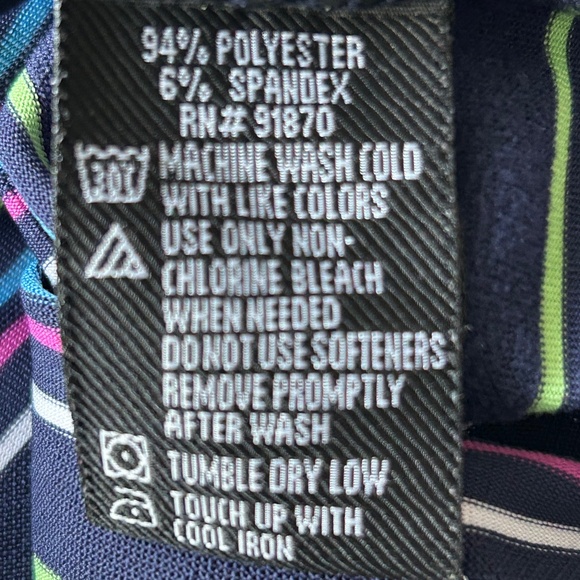 94% POLYESTER
6% SPANDEX
RN# 91870
MACHINE WASH COLD
WITH LIKE COLORS
USE ONLY NON-
CHLORINE BLEACH
WHEN NEEDED
DO NOT USE SOFTENERS
REMOVE PROMPTLY
AFTER WASH
TUMBLE DRY LOW
TOUCH UP WITH
COOL IRON